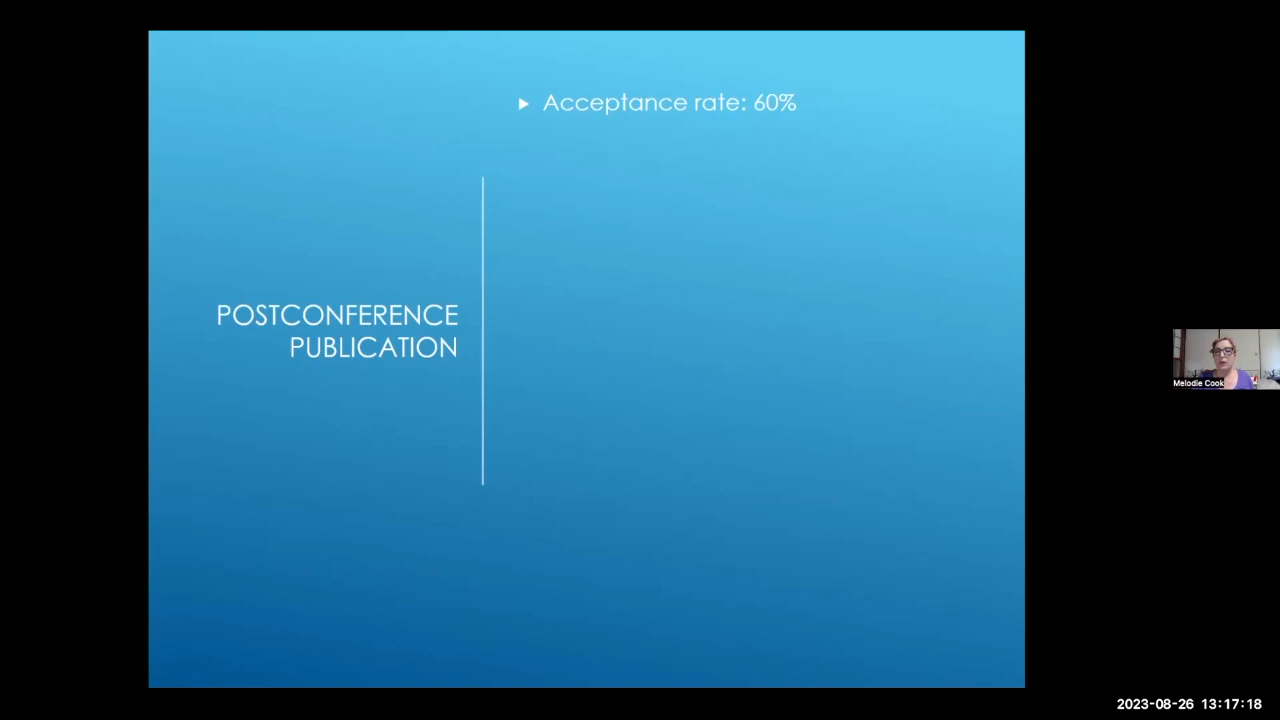 Acceptance rate: 60%
POSTCONFERENCE
PUBLICATION
Melodie Cook
2023-08-26 13:17:18